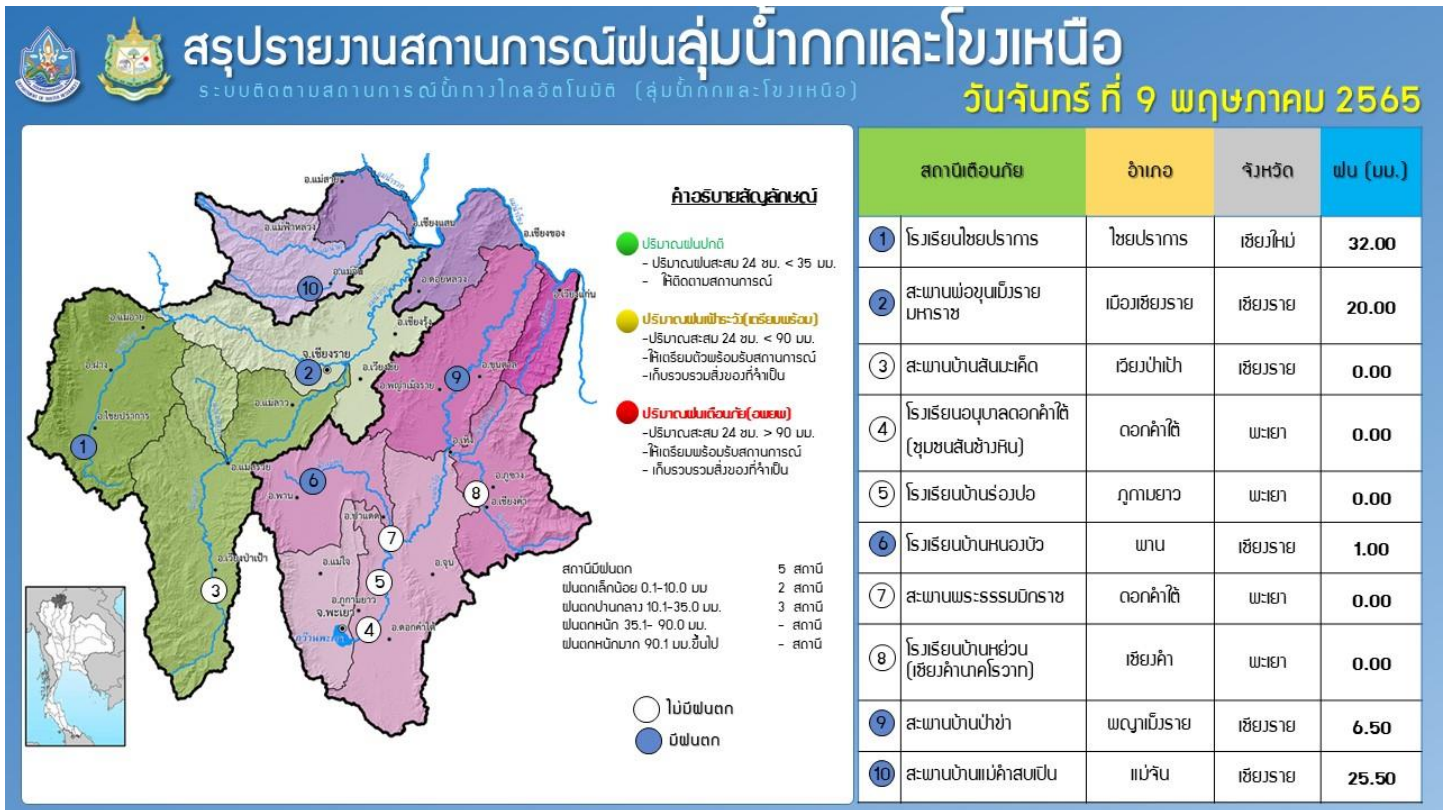 สรุปรายงานสถานการณ์ฝนลุ่มน้ำกกและโขงเหนือ
ระบบติดตามสถานการณ์น้ำทางไกลอัตโนมัติ (ลุ่มน้ำกกและโขงเหนือ)
วันจันทร์ ที่ 9 พฤษภาคม 2565
อ.แม่สาย
อ.เชียงแสน
อ.แม่ฟ้าหลวง
อ.เชียงของ
อ.แม่จัน
10
อ.ดอยหลวง
อ.เวียงแก่น
อ.แม่อาย
อ.เชียงรุ้ง
อ.ฝาง
จ.เชียงราย
2
อ.เวียงชัย
อ.พญาเม็งราย
9
อ.ขุนตาล
อ.แม่ลาว
อ.ไชยปราการ
1
อ.แม่สรวย
อ.เทิง
6
อ.พาน
อ.ภูซาง
8
อ.เชียงคำ
อ.ป่าแดด
7
อ.เวียงป่าเป้า
3
อ.แม่ใจ
5
อ.จุน
อ.ภูกามยาว
จ.พะเยา
4
อ.ดอกคำใต้
กว๊านพะเยา
คำอธิบายสัญลักษณ์
ปริมาณฝนปกติ
- ปริมาณฝนสะสม 24 ชม. < 35 มม.
- ให้ติดตามสถานการณ์
ปริมาณฝนเฝ้าระวัง(เตรียมพร้อม)
-ปริมาณสะสม 24 ชม. < 90 มม.
-ให้เตรียมตัวพร้อมรับสถานการณ์
-เก็บรวบรวมสิ่งของที่จำเป็น
ปริมาณฝนเตือนภัย(อพยพ)
-ปริมาณสะสม 24 ชม. > 90 มม.
-ให้เตรียมพร้อมรับสถานการณ์
- เก็บรวบรวมสิ่งของที่จำเป็น
สถานีมีฝนตก 5 สถานี
ฝนตกเล็กน้อย 0.1-10.0 มม 2 สถานี
ฝนตกปานกลาง 10.1-35.0 มม. 3 สถานี
ฝนตกหนัก 35.1- 90.0 มม. - สถานี
ฝนตกหนักมาก 90.1 มม.ขึ้นไป - สถานี
ไม่มีฝนตก
มีฝนตก
สถานีเตือนภัย อำเภอ จังหวัด ฝน (มม.)
1 โรงเรียนไชยปราการ ไชยปราการ เชียงใหม่ 32.00
2 สะพานพ่อขุนเม็งราย
มหาราช เมืองเชียงราย เชียงราย 20.00
3 สะพานบ้านสันมะเค็ด เวียงป่าเป้า เชียงราย 0.00
4 โรงเรียนอนุบาลดอกคำใต้
(ชุมชนสันช้างหิน) ดอกคำใต้ พะเยา 0.00
5 โรงเรียนบ้านร่องปอ ภูกามยาว พะเยา 0.00
6 โรงเรียนบ้านหนองบัว พาน เชียงราย 1.00
7 สะพานพระธรรมมิกราช ดอกคำใต้ พะเยา 0.00
8 โรงเรียนบ้านหย่วน
(เชียงคำนาคโรวาท) เชียงคำ พะเยา 0.00
9 สะพานบ้านป่าข่า พญาเม็งราย เชียงราย 6.50
10 สะพานบ้านแม่คำสบเปิน แม่จัน เชียงราย 25.50